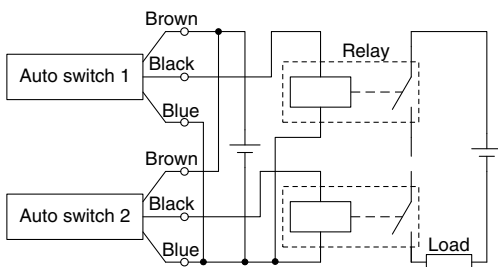 Brown
Relay
Auto switch 1
Black
Blue
Brown
Auto switch 2
Black
Blue
Load